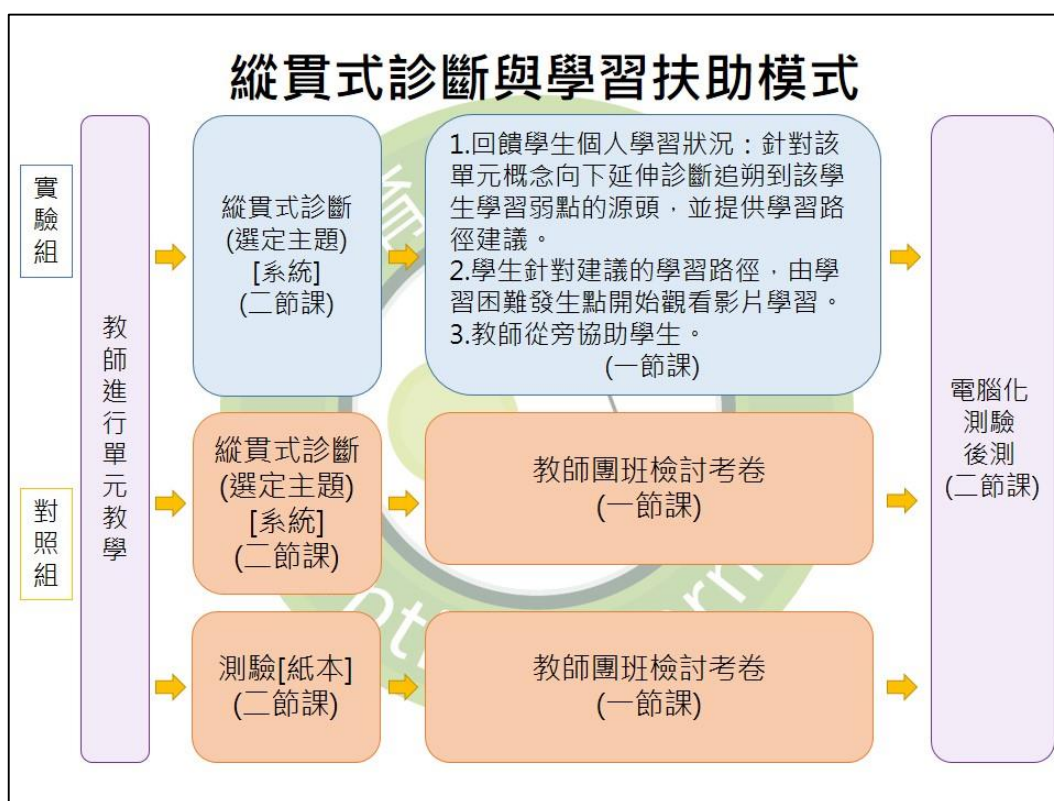 縱貫式診斷與學習扶助模式
實驗組
對照組
教師進行單元教學
縱貫式診斷
(選定主題)
[系統]
(二節課)
1.回饋學生個人學習狀況：針對該
單元概念向下延伸診斷追朔到該學
生學習弱點的源頭，並提供學習路
徑建議。
2.學生針對建議的學習路徑，由學
習困難發生點開始觀看影片學習。
3.教師從旁協助學生。
(一節課)
縱貫式診斷
(選定主題)
[系統]
(二節課)
教師團班檢討考卷
(一節課)
測驗[紙本]
(二節課)
教師團班檢討考卷
(一節課)
電腦化
測驗
後測
(二節課)